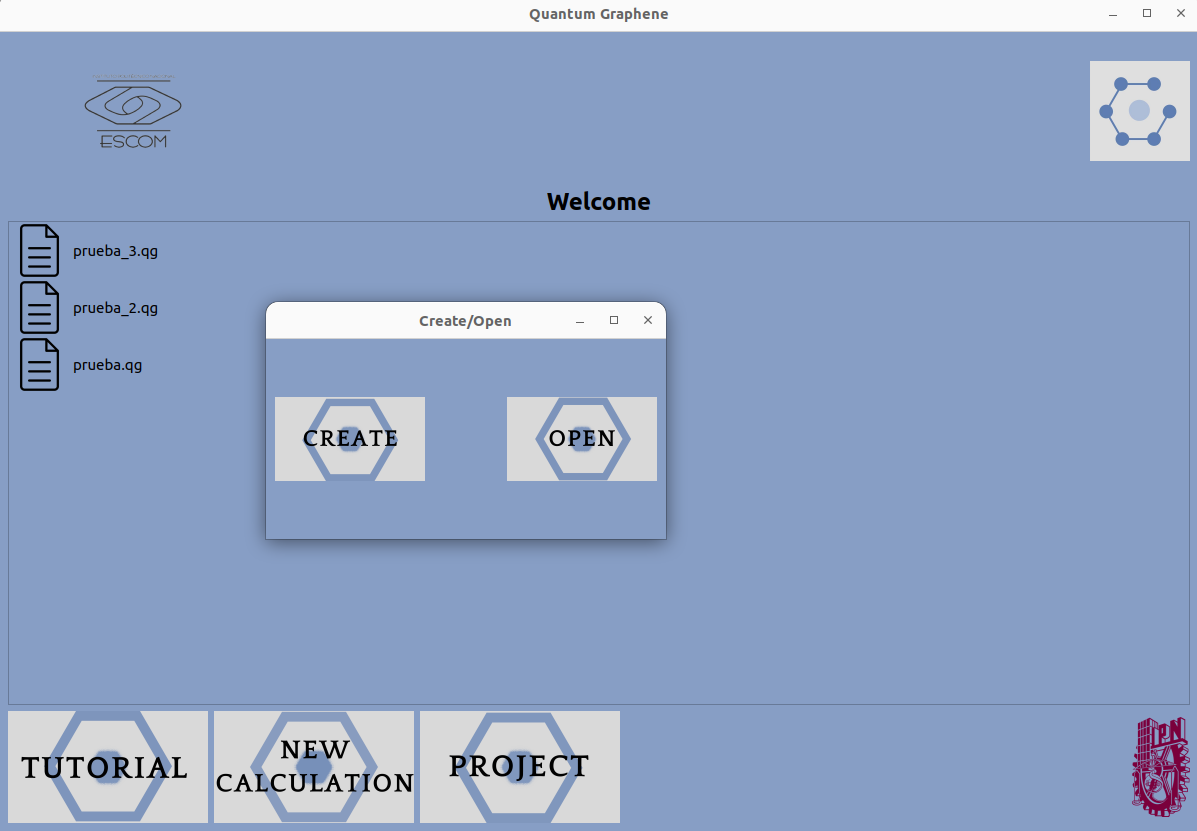 Quantum Graphene
ESCOM
Welcome
prueba_3.qg
prueba_2.qg
prueba.qg
Create/Open
CREATE
OPEN
TUTORIAL
NEW
CALCULATION
PROJECT
IPN